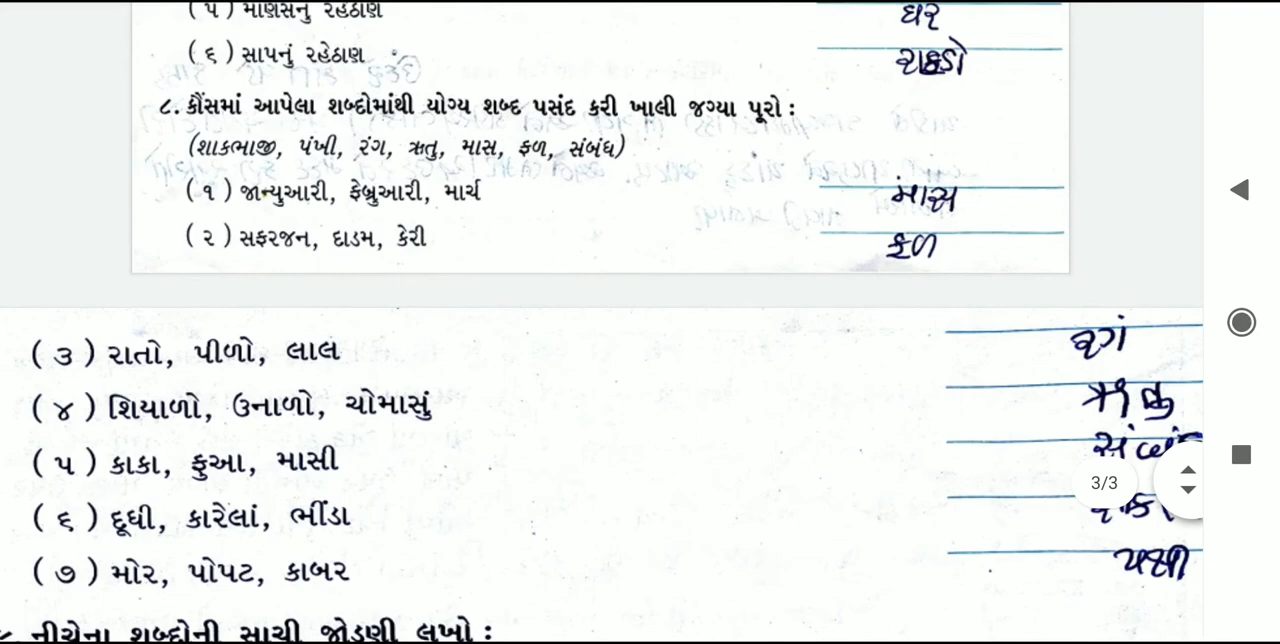 ( ૫ ) માણસનું રહેઠાણ ઘર
( ૬ ) સાપનું રહેઠાણ રાફડો
૮. કૌંસમાં આપેલા શબ્દોમાંથી યોગ્ય શબ્દ પસંદ કરી ખાલી જગ્યા પૂરો :
(શાકભાજી, પંખી, રંગ, ઋતુ, માસ, ફળ, સંબંધ)
( ૧ ) જાન્યુઆરી, ફેબ્રુઆરી, માર્ચ માસ
( ૨ ) સફરજન, દાડમ, કેરી ફળ
( ૩ ) રાતો, પીળો, લાલ રંગ
( ૪ ) શિયાળો, ઉનાળો, ચોમાસુ ઋતુ
( ૫ ) કાકા, ફુઆ, માસી
( ૬ ) દૂધી, કારેલાં, ભીંડા
3/3
( ૭ ) મોર, પોપટ, કાબર પક્ષી
નીચેના શબ્દોની સાચી જોડણી લખો :